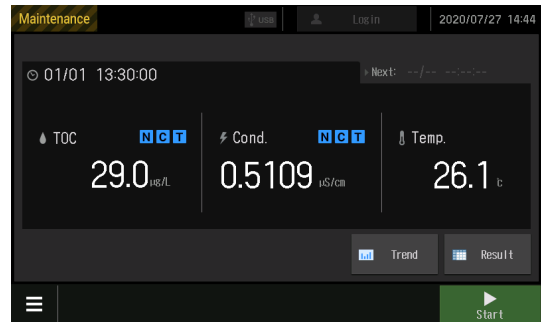 Maintenance
USB
Login
2020/07/27 14:44
01/01 13:30:00
Next: --/-- --:--:--
TOC
N C T
29.0 µg/L
Cond.
N C T
0.5109 µS/cm
Temp.
26.1 ℃
Trend
Result
Start